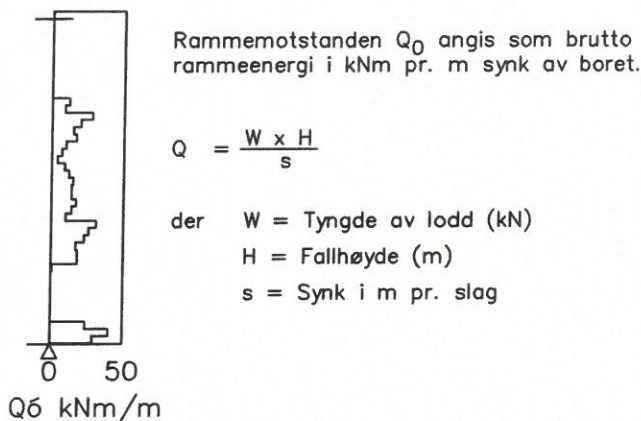 Rammemotstanden Q0 angis som brutto
rammeenergi i kNm pr. m synk av boret.
Q = W x H
s
der W = Tyngde av lodd (kN)
H = Fallhøyde (m)
s = Synk i m pr. slag
0 50
Qó kNm/m